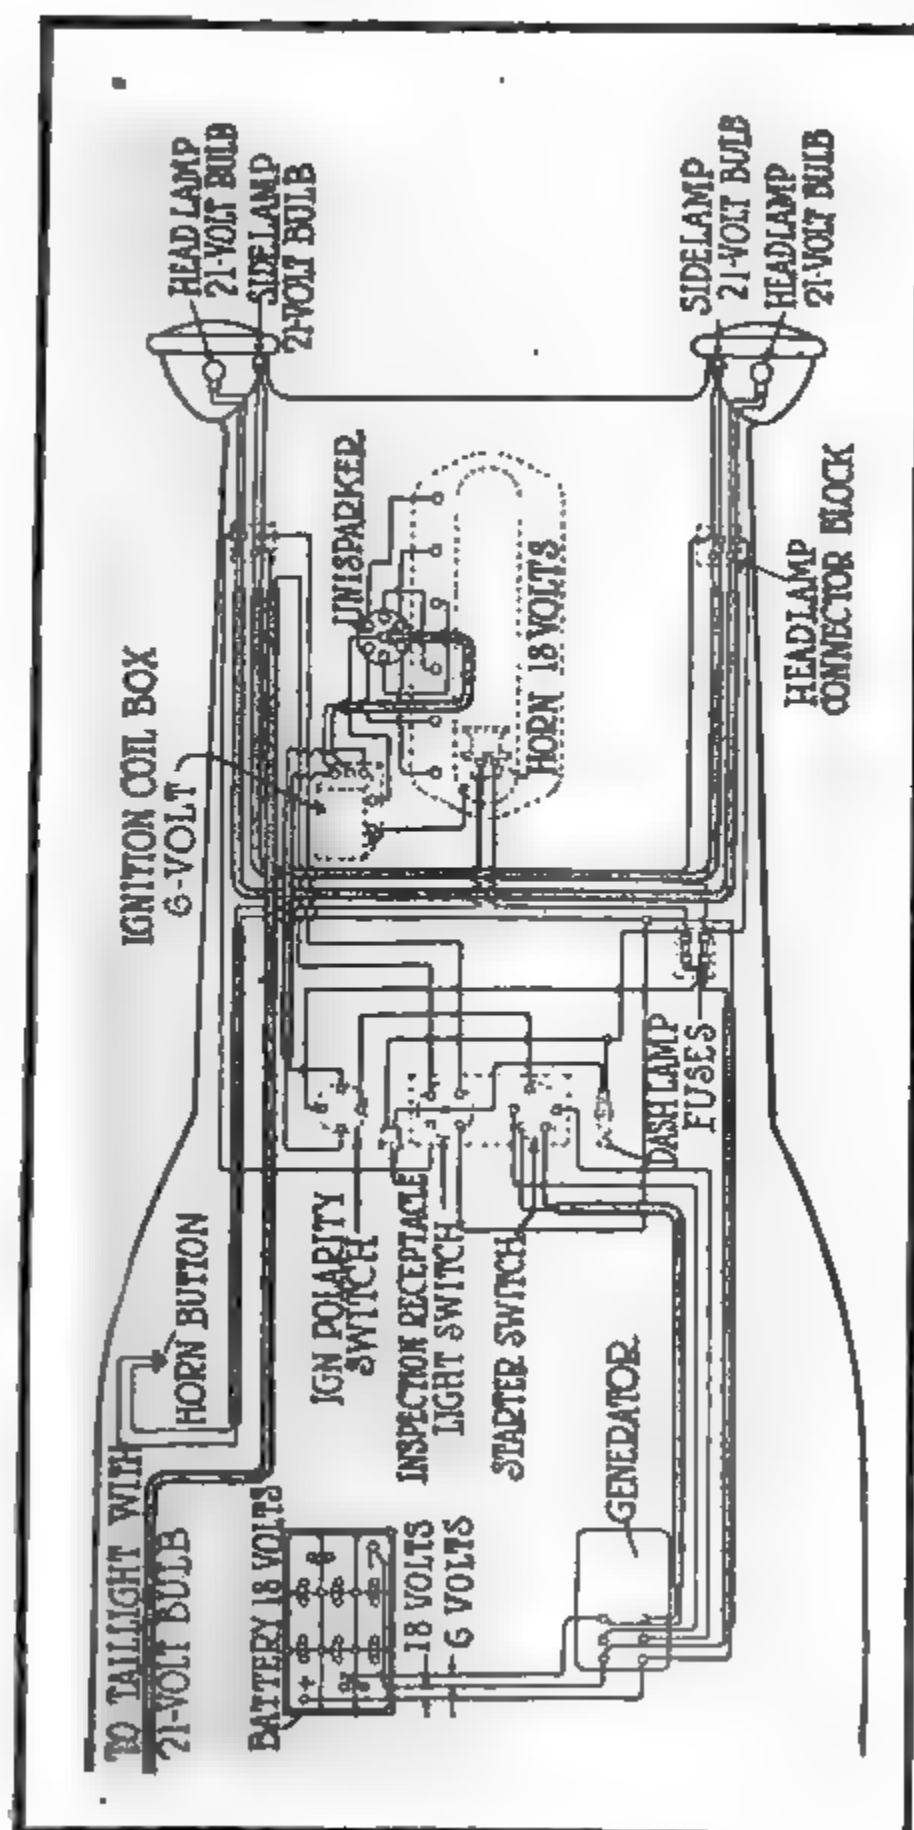 HEAD LAMP
21-VOLT BULB
SIDELAMP
21-VOLT BULB
SIDELAMP
21-VOLT BULB
HEADLAMP
21-VOLT BULB
UNISPARKER
IGNITION COIL BOX
6-VOLT
HORN 18 VOLTS
HEADLAMP
CONNECTOR BLOCK
HORN BUTTON
IGN POLARITY
SWITCH
INSPECTION RECEPTACLE
LIGHT SWITCH
STARTER SWITCH
DASH LAMP
FUSES
TO TAILLIGHT WITH
21-VOLT BULB
BATTERY 18 VOLTS
18 VOLTS
6 VOLTS
GENERATOR